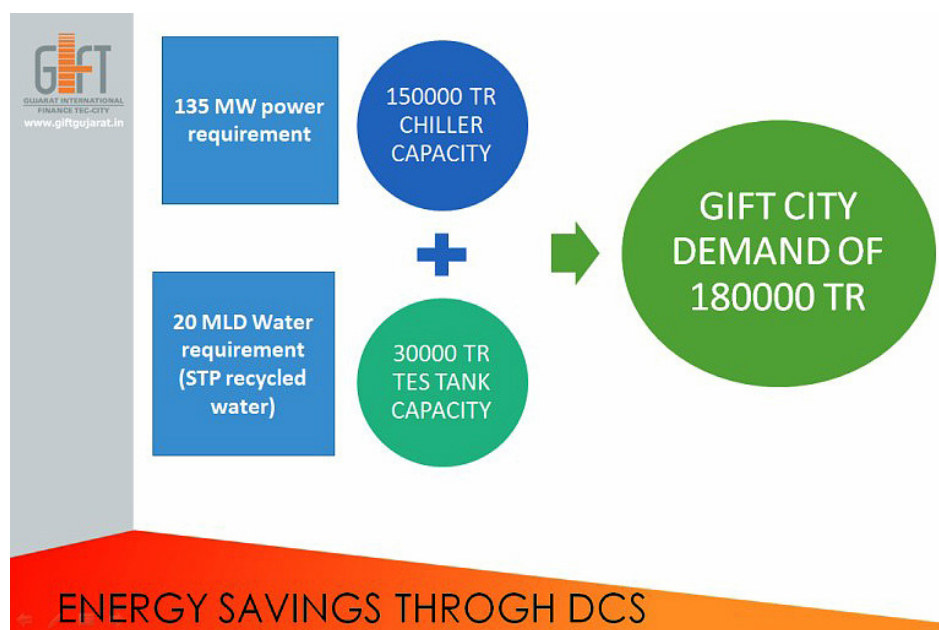 GIFT
GUJARAT INTERNATIONAL
FINANCE TEC-CITY
www.giftgujarat.in
135 MW power
requirement
150000 TR
CHILLER
CAPACITY
20 MLD Water
requirement
(STP recycled
water)
30000 TR
TES TANK
CAPACITY
GIFT CITY
DEMAND OF
180000 TR
ENERGY SAVINGS THROGH DCS